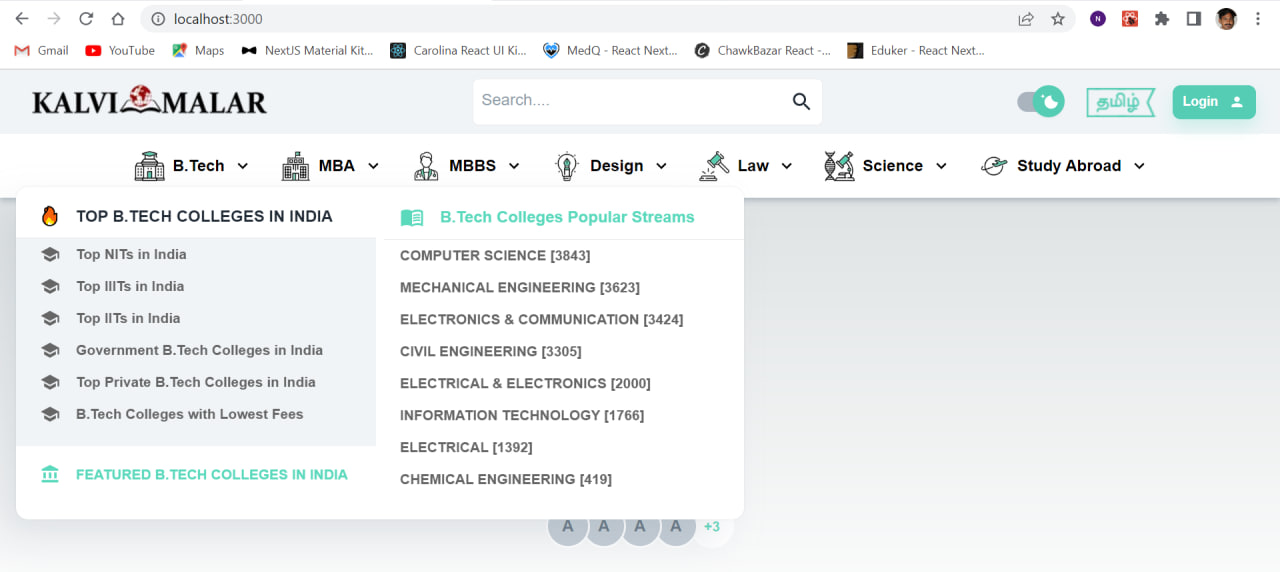 localhost:3000
N
Gmail
YouTube
Maps
NextJS Material Kit...
Carolina React UI Ki...
MedQ - React Next...
ChawkBazar React -...
Eduker - React Next...
KALVI MALAR
Search....
தமிழ்
Login
B.Tech
MBA
MBBS
Design
Law
Science
Study Abroad
TOP B.TECH COLLEGES IN INDIA
Top NITs in India
Top IIITs in India
Top IITs in India
Government B.Tech Colleges in India
Top Private B.Tech Colleges in India
B.Tech Colleges with Lowest Fees
FEATURED B.TECH COLLEGES IN INDIA
B.Tech Colleges Popular Streams
COMPUTER SCIENCE [3843]
MECHANICAL ENGINEERING [3623]
ELECTRONICS & COMMUNICATION [3424]
CIVIL ENGINEERING [3305]
ELECTRICAL & ELECTRONICS [2000]
INFORMATION TECHNOLOGY [1766]
ELECTRICAL [1392]
CHEMICAL ENGINEERING [419]
A A A A +3